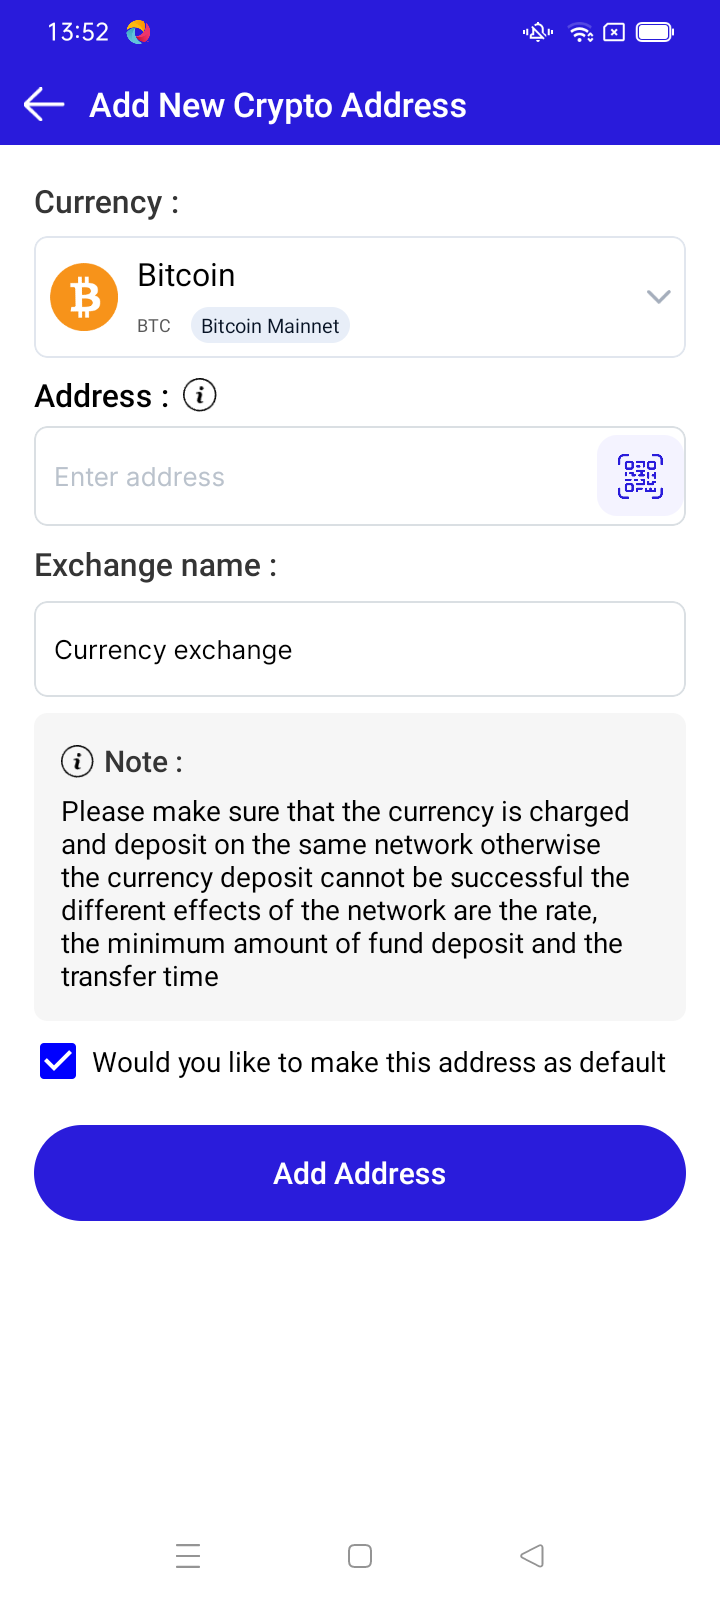 13:52
Add New Crypto Address
Currency :
Bitcoin
BTC Bitcoin Mainnet
Address :
Enter address
Exchange name :
Currency exchange
Note :
Please make sure that the currency is charged
and deposit on the same network otherwise
the currency deposit cannot be successful the
different effects of the network are the rate,
the minimum amount of fund deposit and the
transfer time
Would you like to make this address as default
Add Address